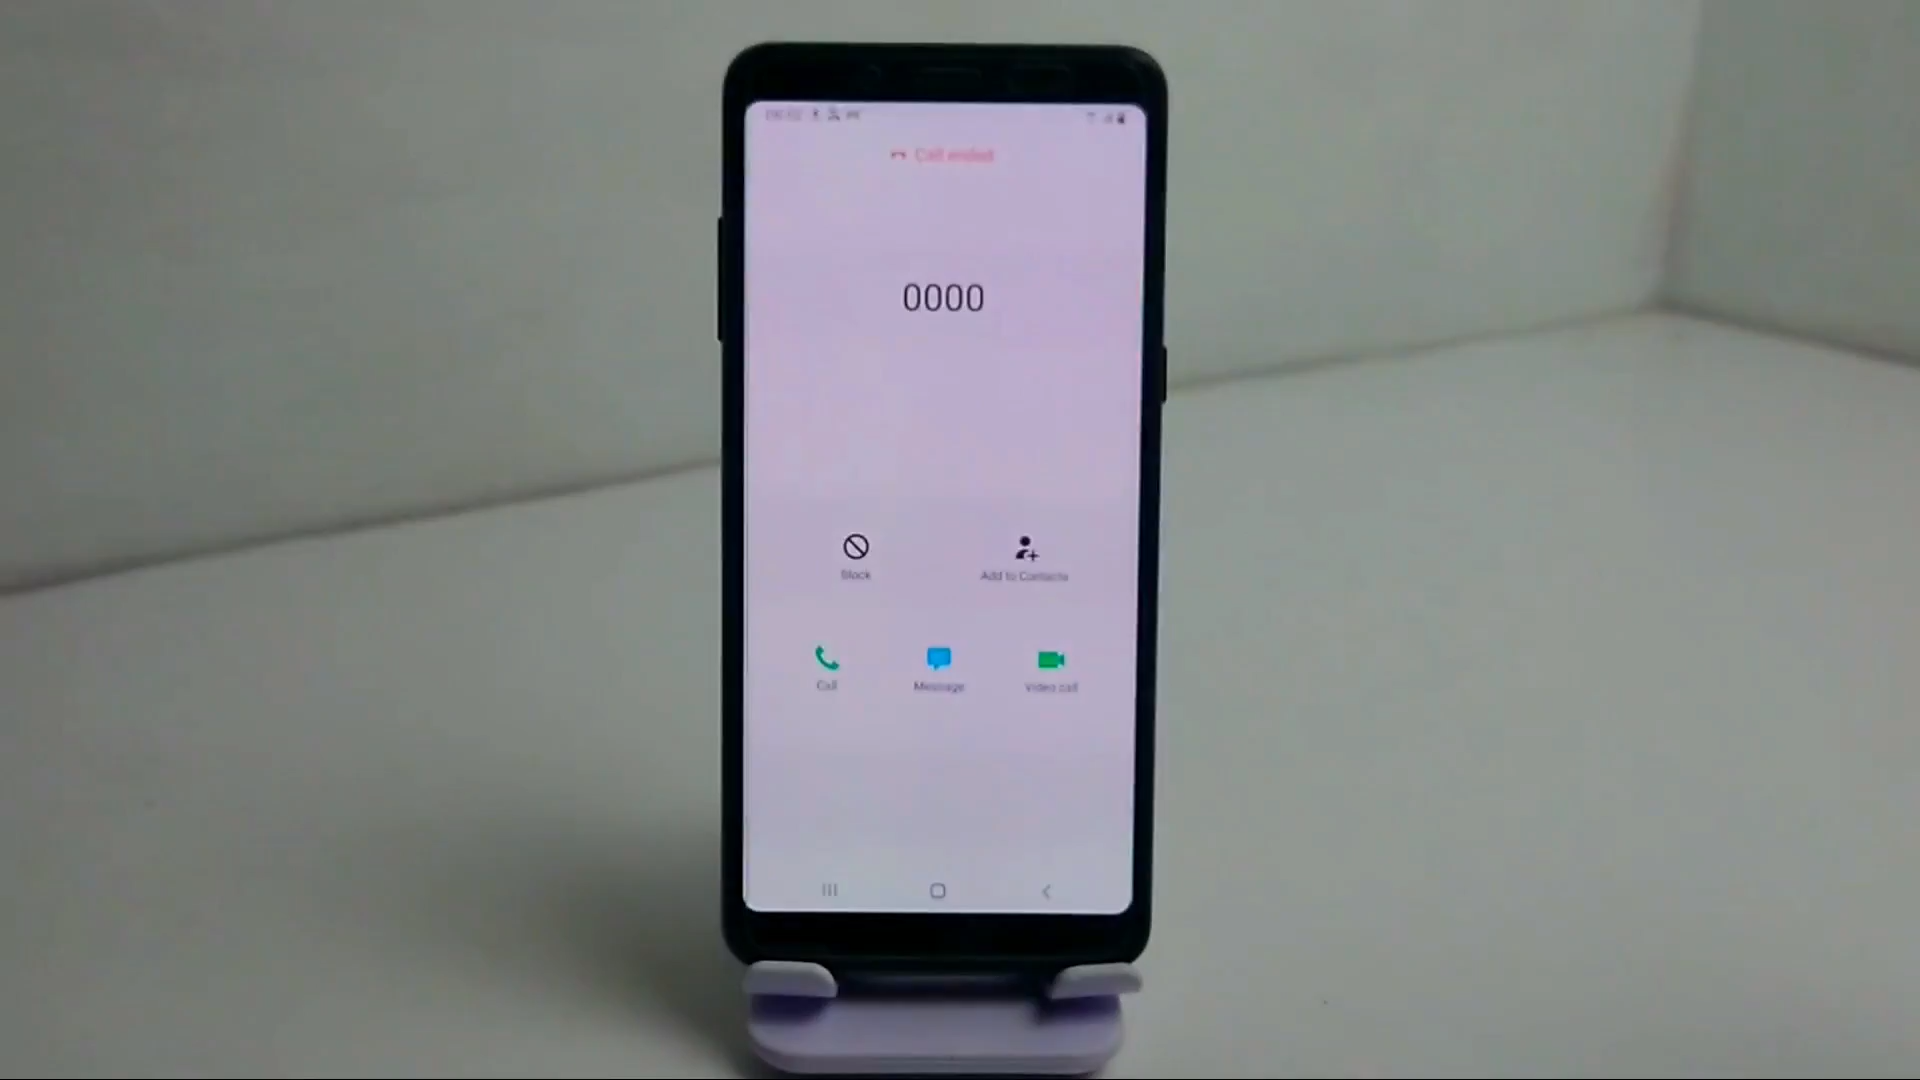 Call ended
0000
Block
Add to Contacts
Call
Message
Video call